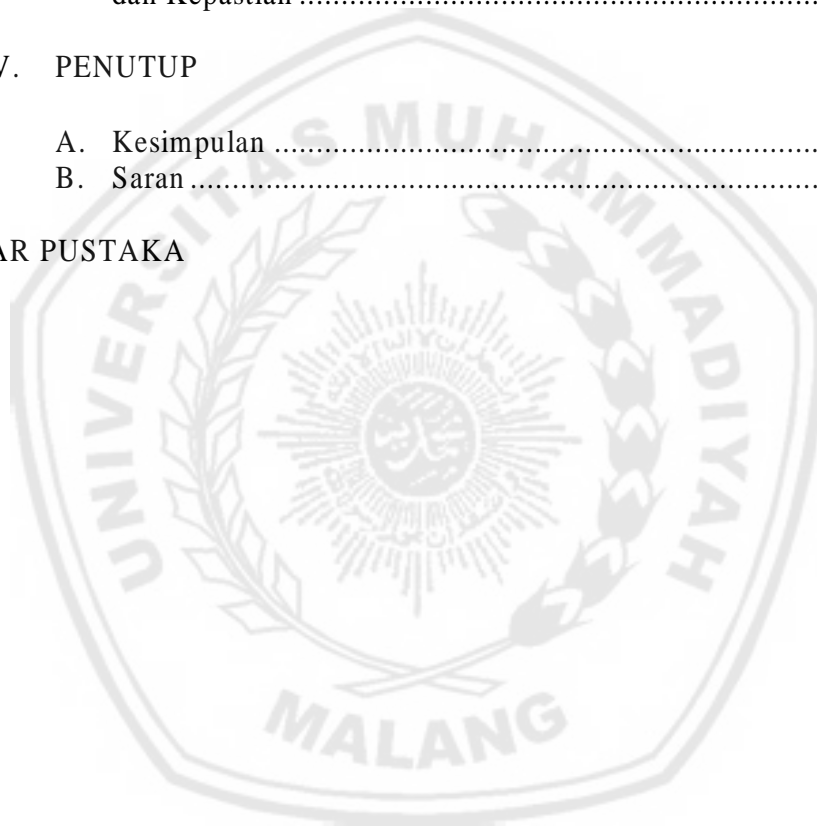 dan Kepastian ................................................................
V. PENUTUP
A. Kesimpulan ................................................................
B. Saran ................................................................
AR PUSTAKA
UNIVERSITAS MUHAMMADIYAH
MALANG